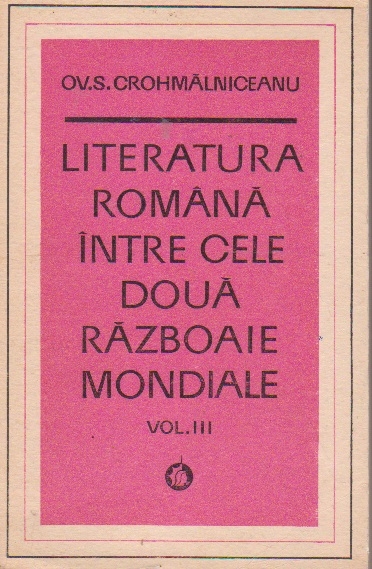 OV.S.CROHMĂLNICEANU
LITERATURA
ROMÂNĂ
ÎNTRE CELE
DOUĂ
RĂZBOAIE
MONDIALE
VOL.III